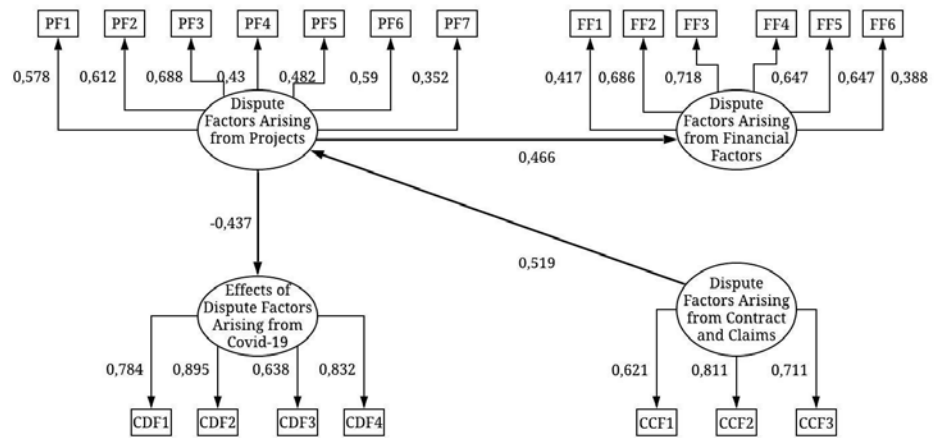 PF1 PF2 PF3 PF4 PF5 PF6 PF7
FF1 FF2 FF3 FF4 FF5 FF6
0,578 0,612 0,688 0,43 0,482 0,59 0,352
0,417 0,686 0,718 0,647 0,647 0,388
Dispute
Factors Arising
from Projects
Dispute
Factors Arising
from Financial
Factors
0,466
-0,437
0,519
Effects of
Dispute Factors
Arising from
Covid-19
Dispute
Factors Arising
from Contract
and Claims
0,784 0,895 0,638 0,832
0,621 0,811 0,711
CDF1 CDF2 CDF3 CDF4
CCF1 CCF2 CCF3